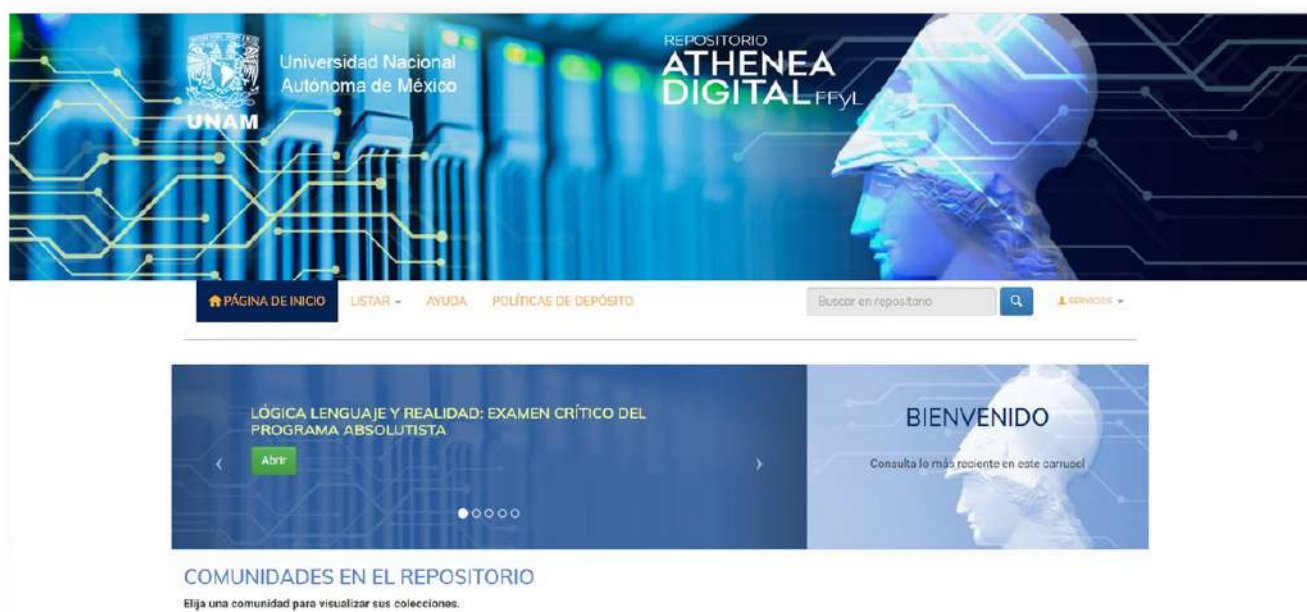 Universidad Nacional
Autónoma de México
UNAM
REPOSITORIO
ATHENEA
DIGITAL FFyL
PÁGINA DE INICIO
LISTAR
AYUDA
POLÍTICAS DE DEPÓSITO
Buscar en repositorio
SERVICIOS
LÓGICA LENGUAJE Y REALIDAD: EXAMEN CRÍTICO DEL
PROGRAMA ABSOLUTISTA
Abrir
BIENVENIDO
Consulta lo más reciente en este carrusel
COMUNIDADES EN EL REPOSITORIO
Elija una comunidad para visualizar sus colecciones.